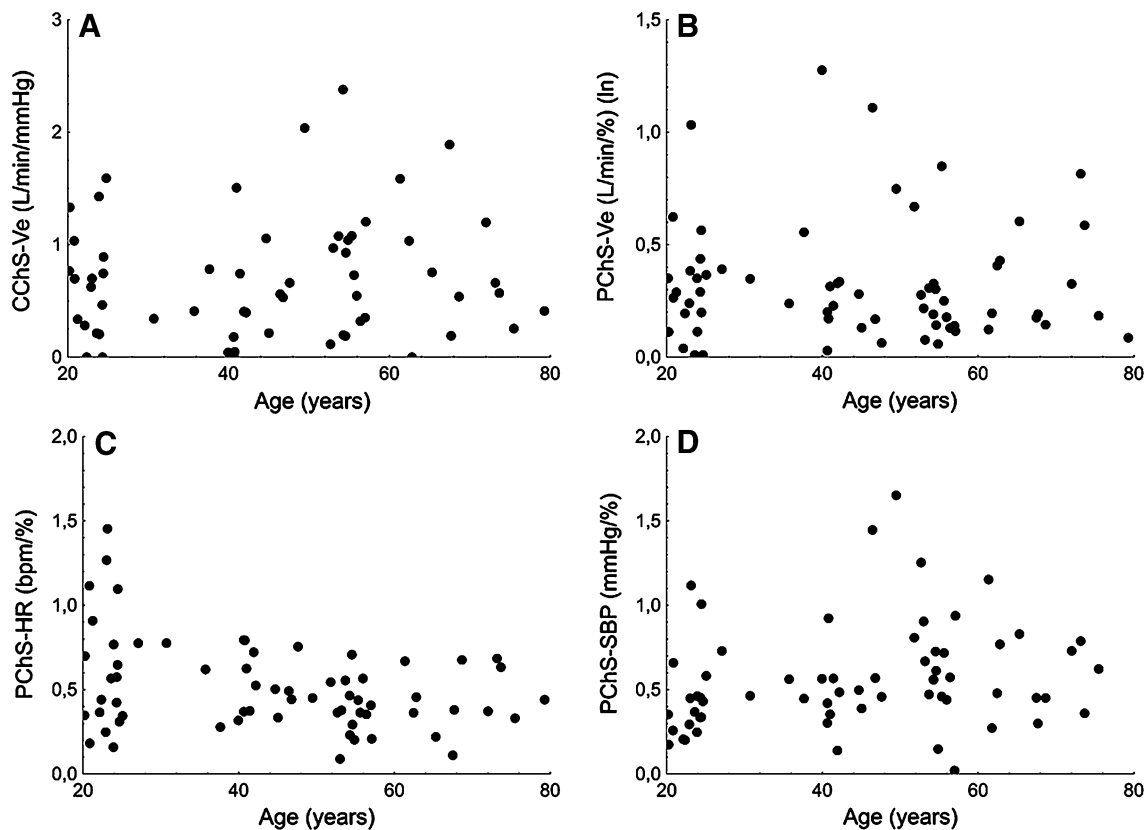 A
CChS-Ve (L/min/mmHg)
3
2
1
0
20 40 60 80
Age (years)
B
PChS-Ve (L/min/%) (ln)
1,5
1,0
0,5
0,0
20 40 60 80
Age (years)
C
PChS-HR (bpm/%)
2,0
1,5
1,0
0,5
0,0
20 40 60 80
Age (years)
D
PChS-SBP (mmHg/%)
2,0
1,5
1,0
0,5
0,0
20 40 60 80
Age (years)